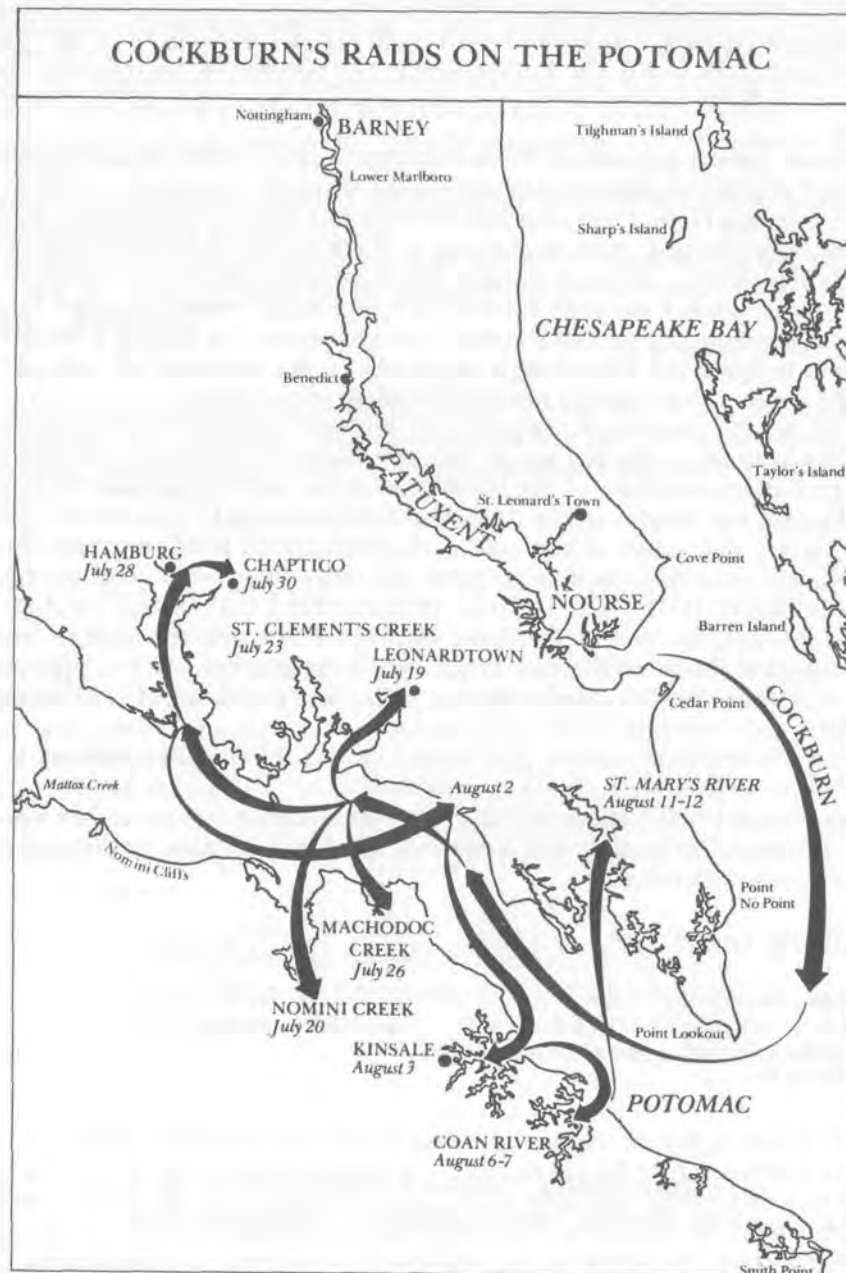 COCKBURN'S RAIDS ON THE POTOMAC
Nottingham
BARNEY
Tilghman's Island
Lower Marlboro
Sharp's Island
CHESAPEAKE BAY
Benedict
PATUXENT
Taylor's Island
St. Leonard's Town
HAMBURG
July 28
CHAPTICO
July 30
Cove Point
NOURSE
Barren Island
ST. CLEMENT'S CREEK
July 23
LEONARDTOWN
July 19
COCKBURN
Cedar Point
Mattox Creek
August 2
ST. MARY'S RIVER
August 11-12
Nomini Cliffs
Point
No Point
MACHODOC
CREEK
July 26
NOMINI CREEK
July 20
Point Lookout
KINSALE
August 3
POTOMAC
COAN RIVER
August 6-7
Smith Point